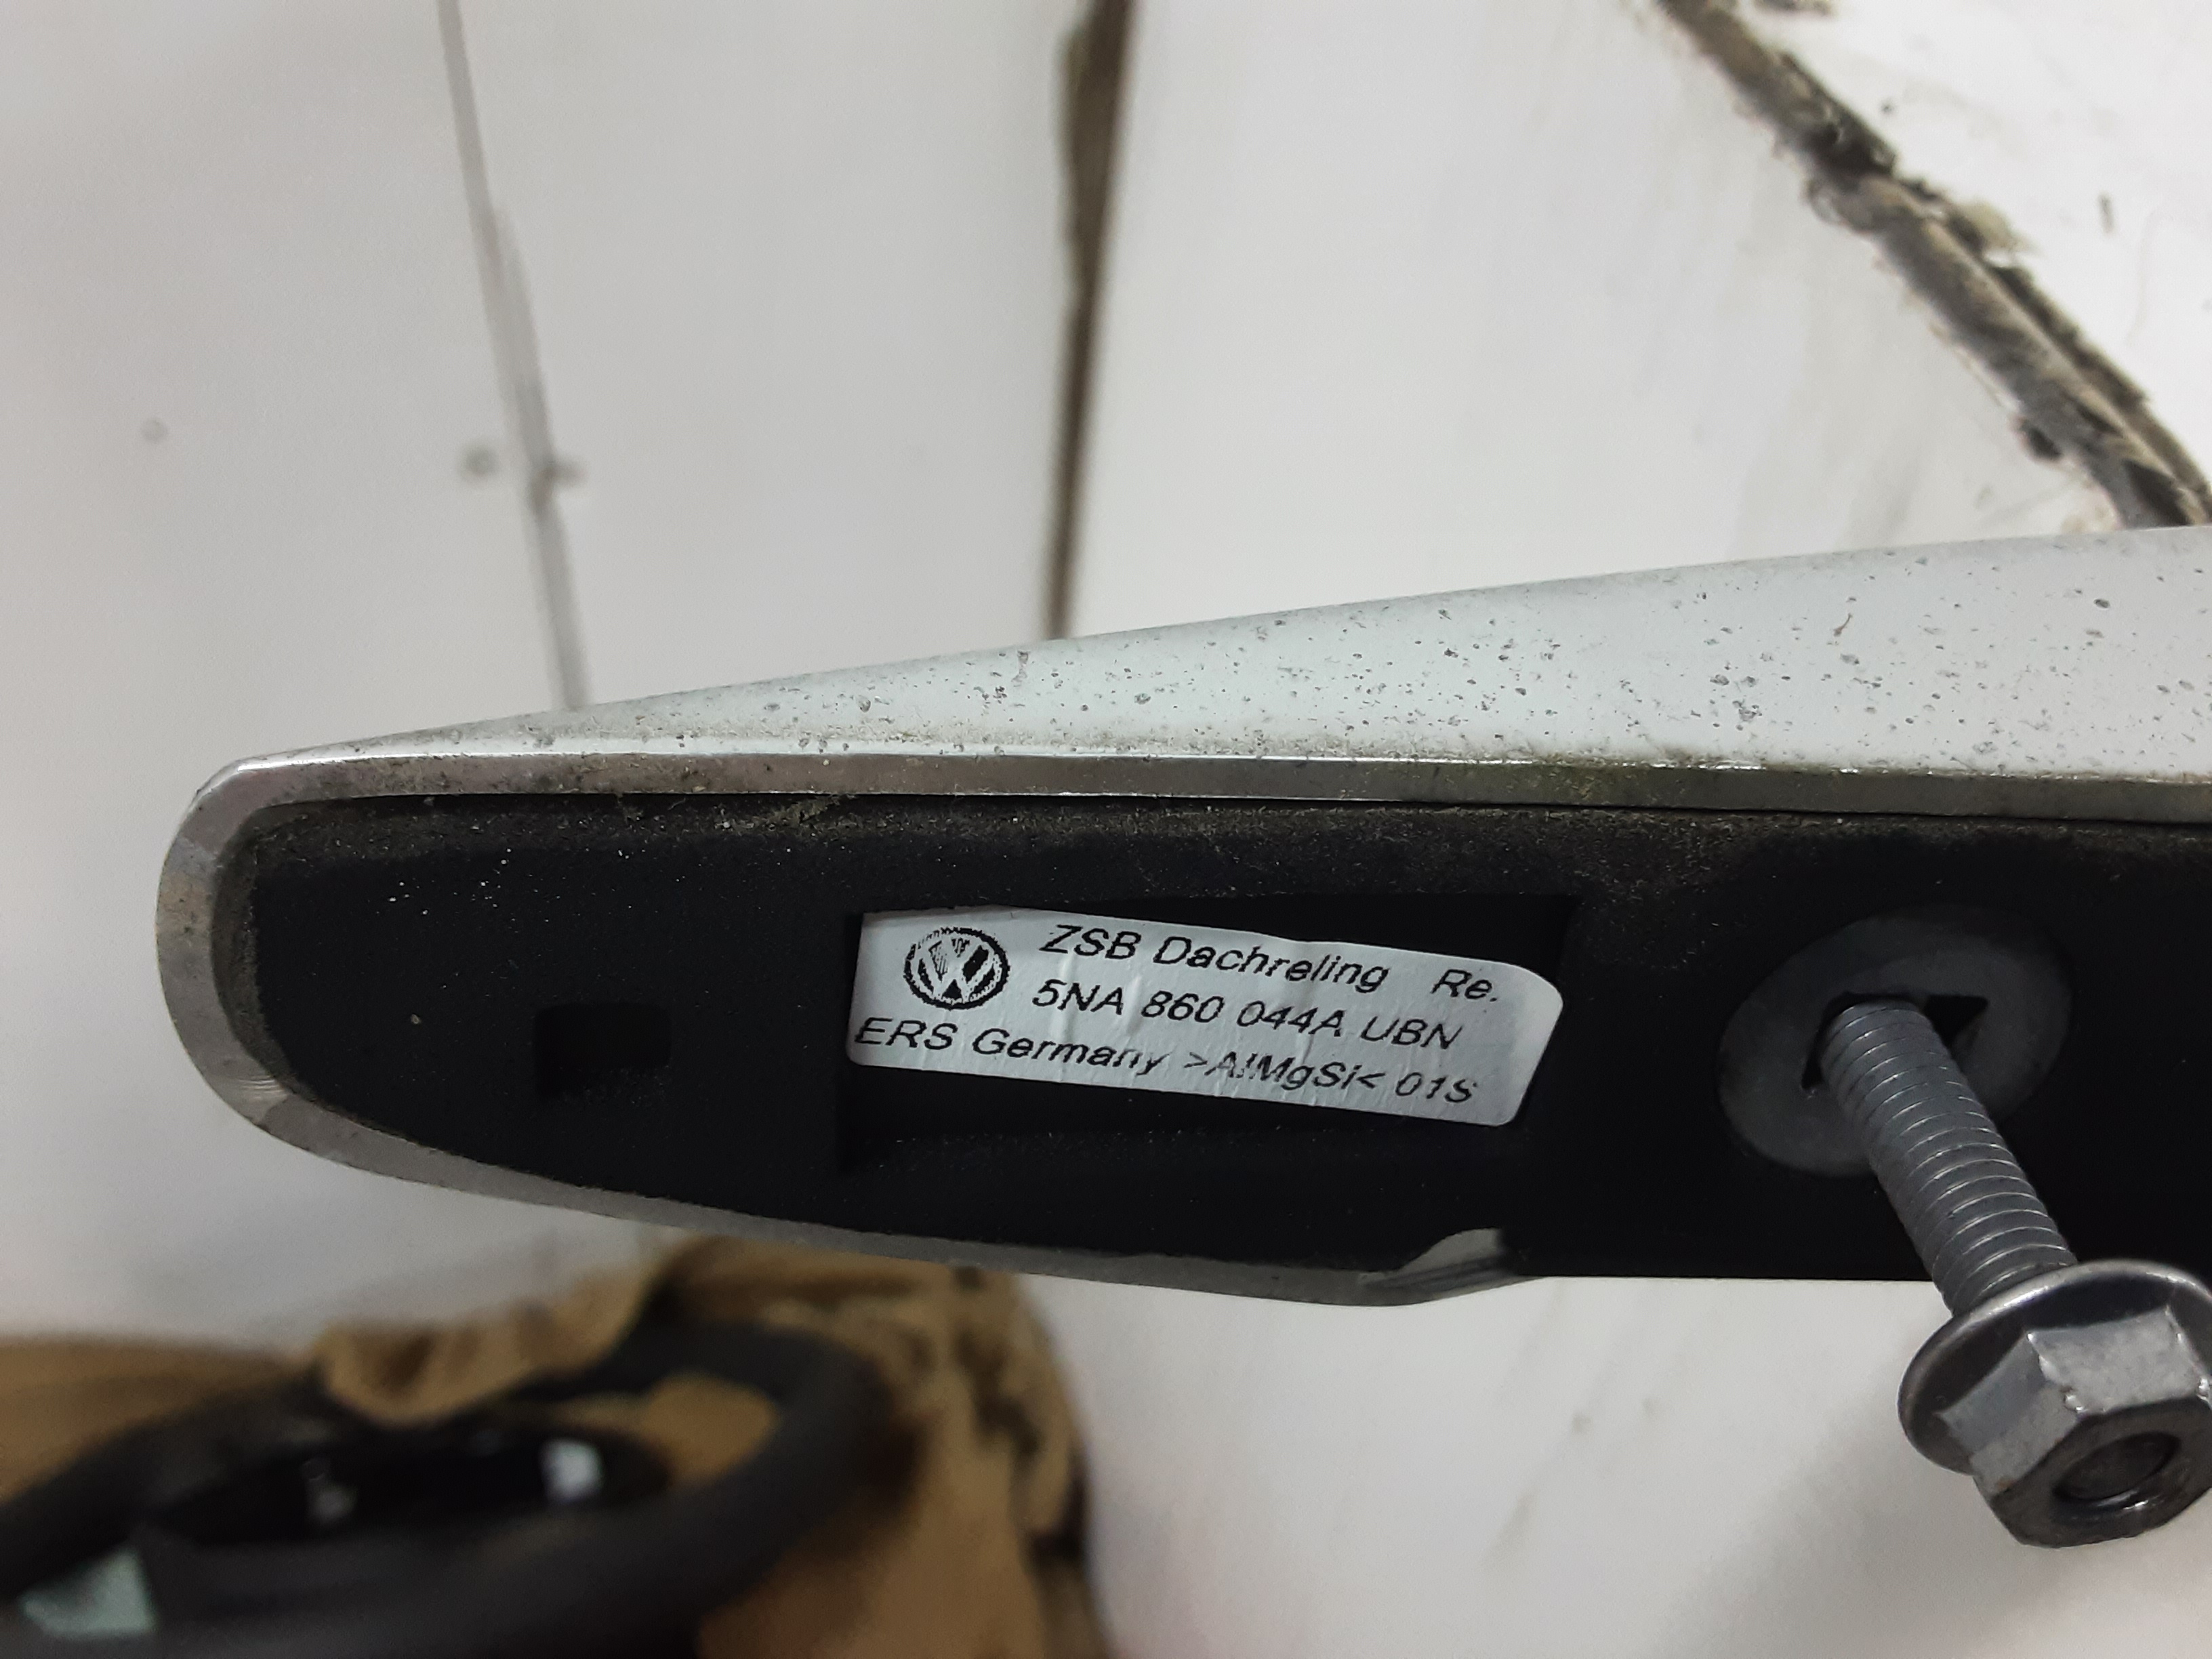 ZSB Dachreling Re.
5NA 860 044A UBN
ERS Germany >AlMgSi< 01S